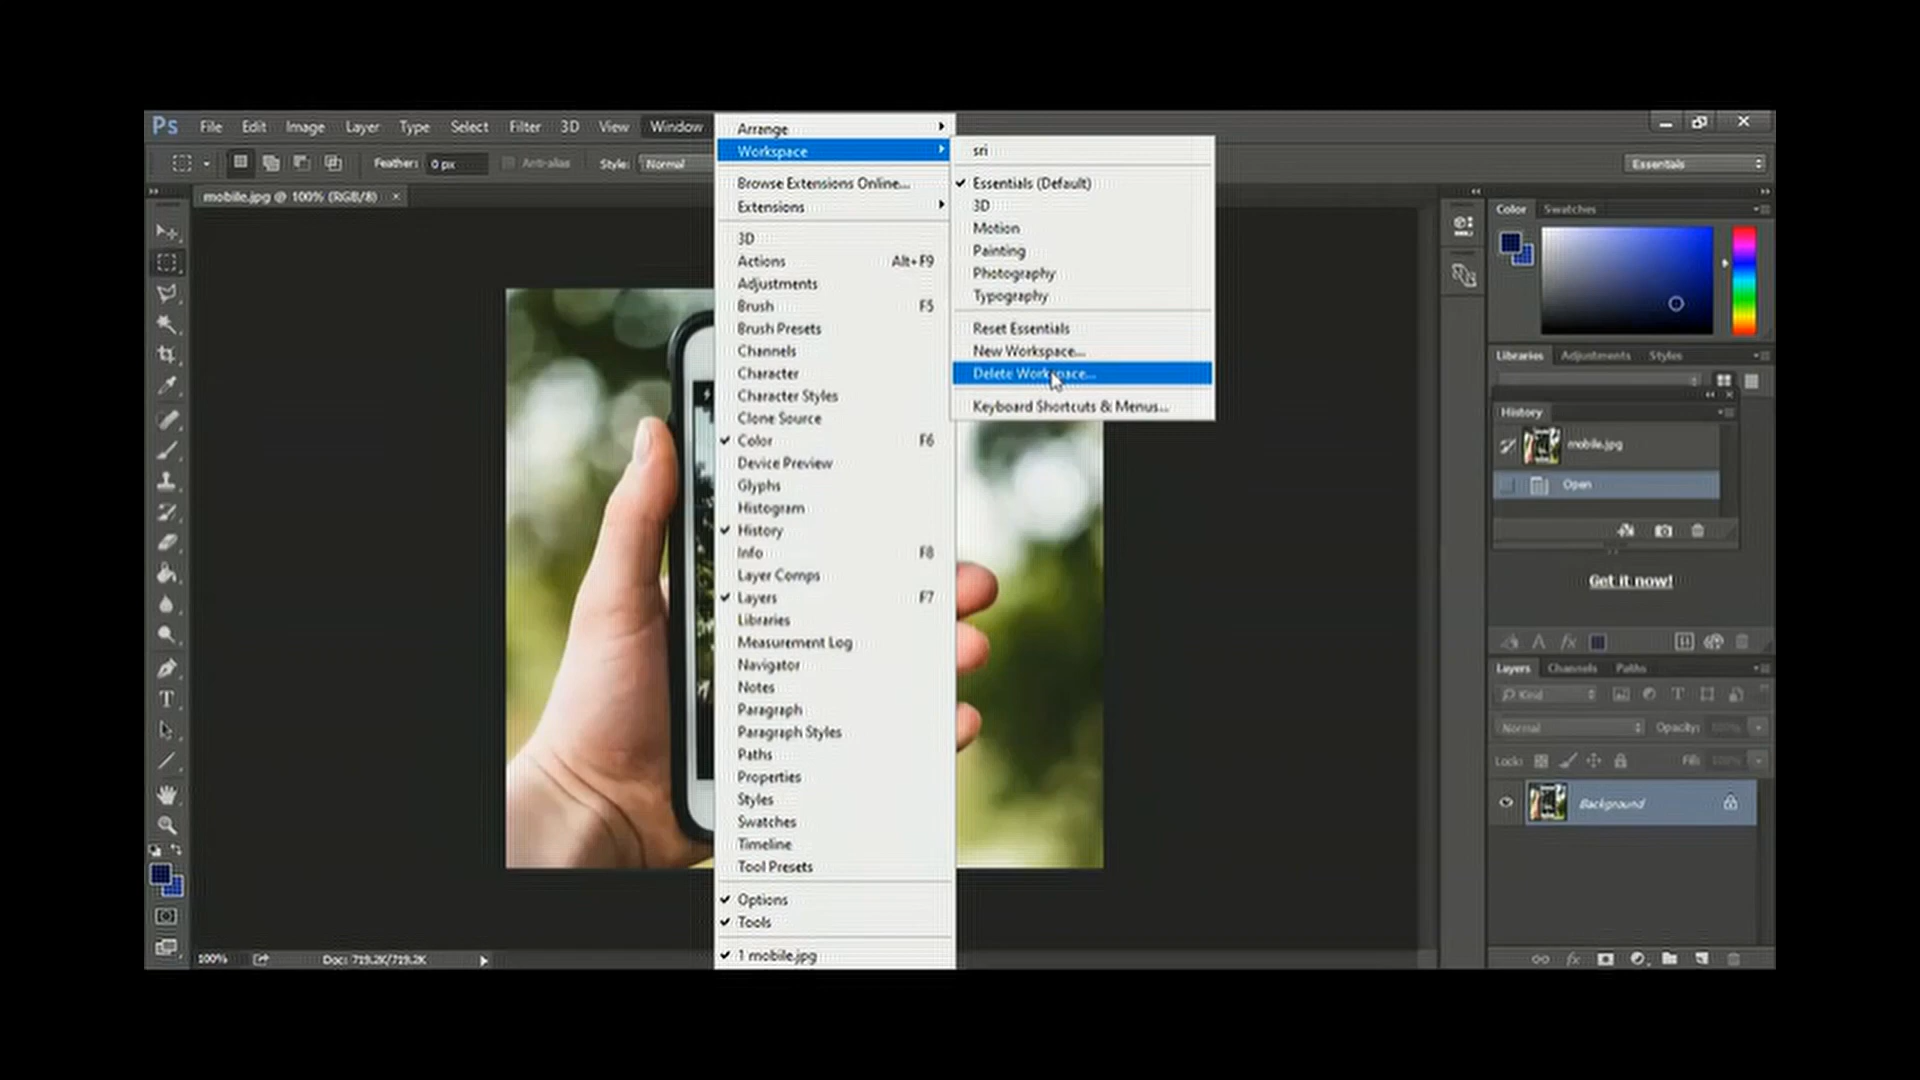 Ps File Edit Image Layer Type Select Filter 3D View Window
Feather: 0 px Anti-alias Style: Normal
Essentials
mobile.jpg @ 100% (RGB/8) ×
Arrange
Workspace
Browse Extensions Online...
Extensions
3D
Actions Alt+F9
Adjustments
Brush F5
Brush Presets
Channels
Character
Character Styles
Clone Source
Color F6
Device Preview
Glyphs
Histogram
History
Info F8
Layer Comps
Layers F7
Libraries
Measurement Log
Navigator
Notes
Paragraph
Paragraph Styles
Paths
Properties
Styles
Swatches
Timeline
Tool Presets
Options
Tools
1 mobile.jpg
sri
Essentials (Default)
3D
Motion
Painting
Photography
Typography
Reset Essentials
New Workspace...
Delete Workspace...
Keyboard Shortcuts & Menus...
Color Swatches
Libraries Adjustments Styles
History
mobile.jpg
Open
Get it now!
Layers Channels Paths
Kind
Normal Opacity: 100%
Lock: Fill: 100%
Background
100% Doc: 719.2K/719.2K